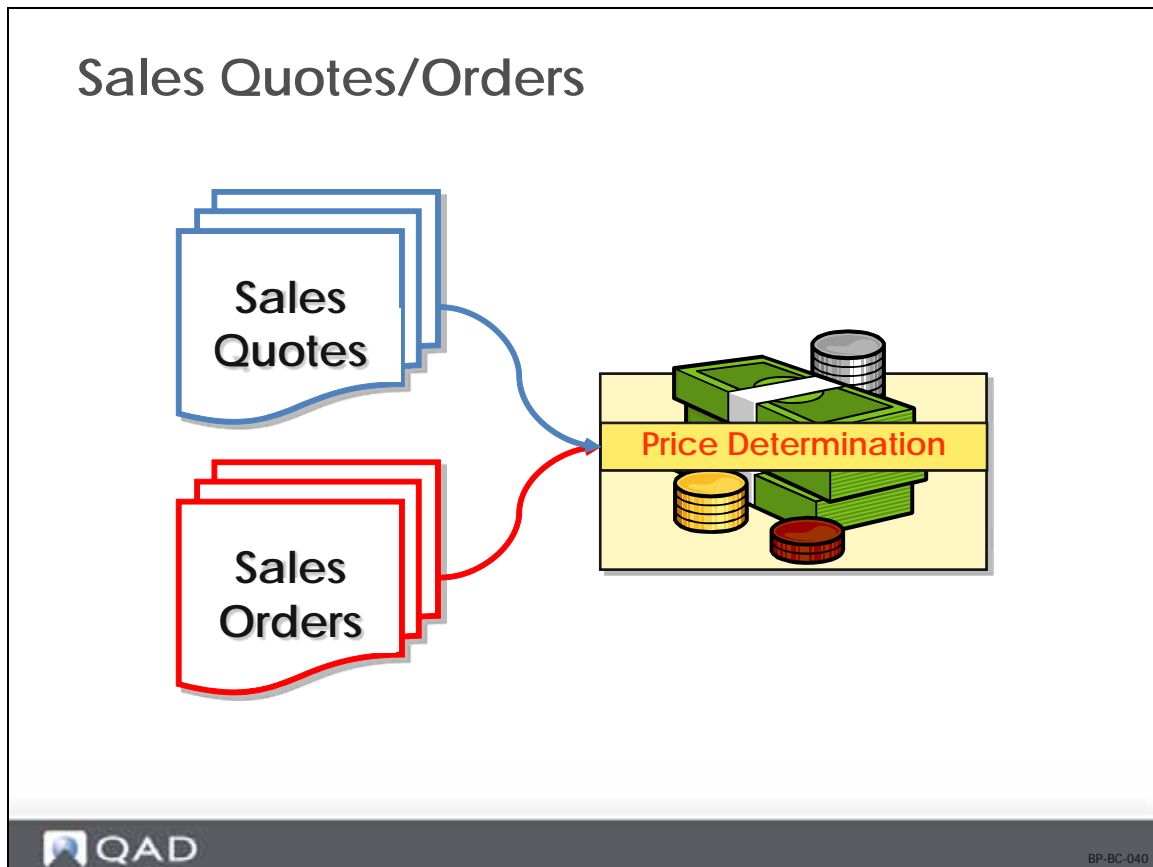 Sales Quotes/Orders
Sales
Quotes
Price Determination
Sales
Orders
QAD
BP-BC-040